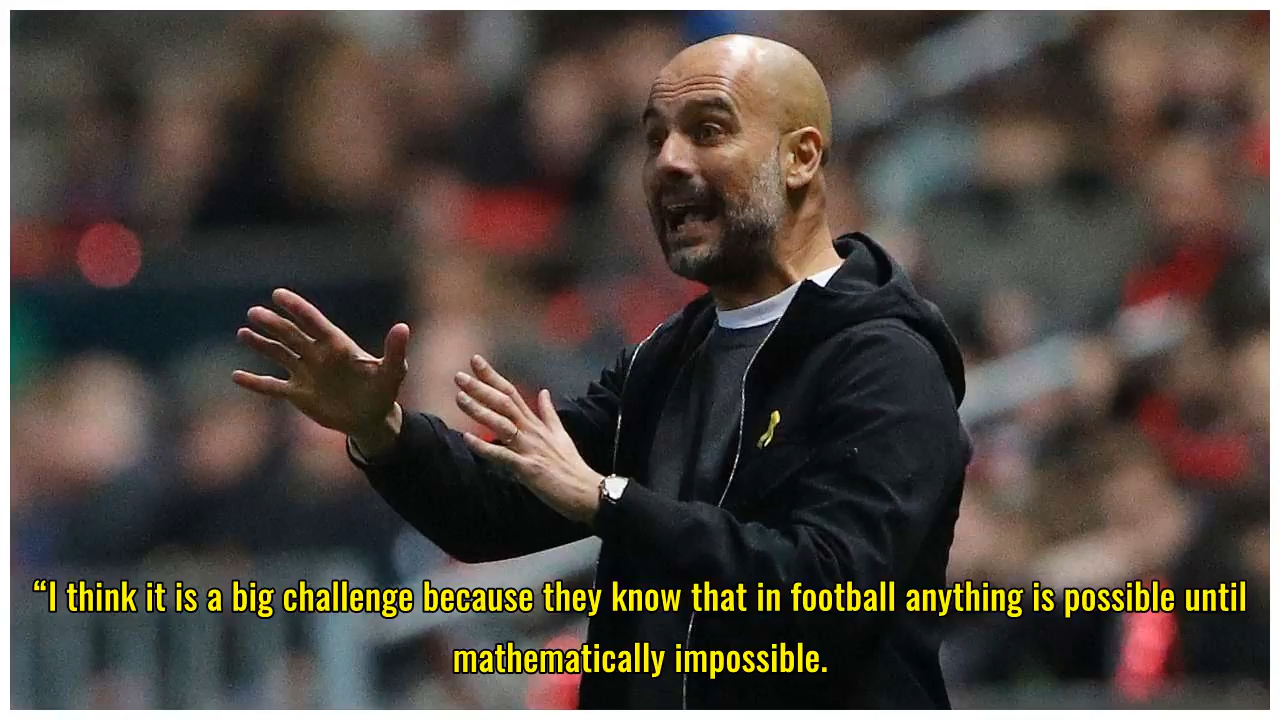 “I think it is a big challenge because they know that in football anything is possible until
mathematically impossible.